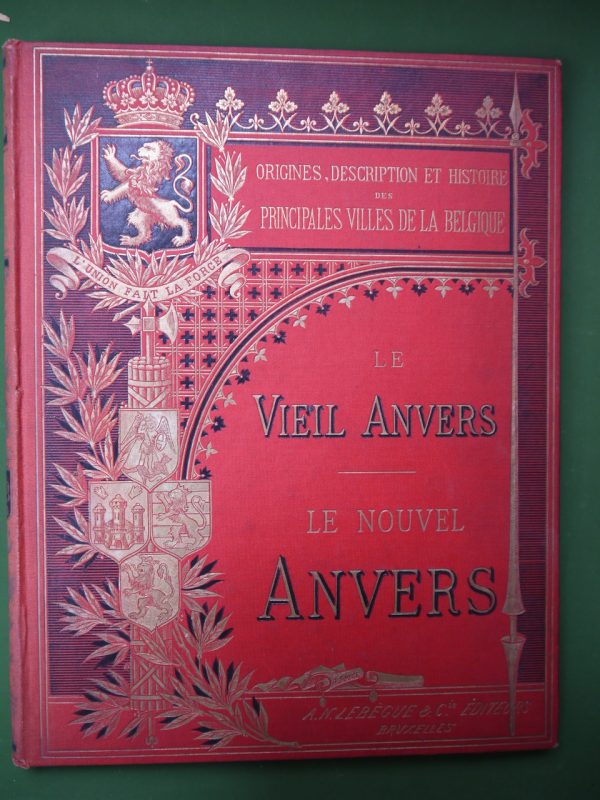 ORIGINES, DESCRIPTION ET HISTOIRE
DES
PRINCIPALES VILLES DE LA BELGIQUE
L'UNION FAIT LA FORCE
LE
VIEIL ANVERS
LE NOUVEL
ANVERS
A.N. LEBÈGUE & Cie ÉDITEURS
BRUXELLES